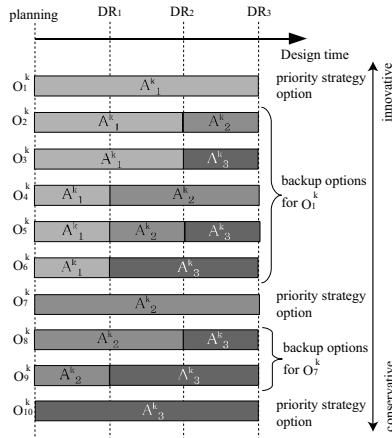 planning DR₁ DR₂ DR₃
Design time
O₁ᵏ A₁ᵏ priority strategy
option
O₂ᵏ A₁ᵏ A₂ᵏ
O₃ᵏ A₁ᵏ A₃ᵏ
backup options
for O₁ᵏ
O₄ᵏ A₁ᵏ A₂ᵏ
O₅ᵏ A₁ᵏ A₂ᵏ A₃ᵏ
O₆ᵏ A₁ᵏ A₃ᵏ
O₇ᵏ A₂ᵏ priority strategy
option
O₈ᵏ A₂ᵏ A₃ᵏ
backup options
for O₇ᵏ
O₉ᵏ A₂ᵏ A₃ᵏ
O₁₀ᵏ A₃ᵏ priority strategy
option
innovative
conservative